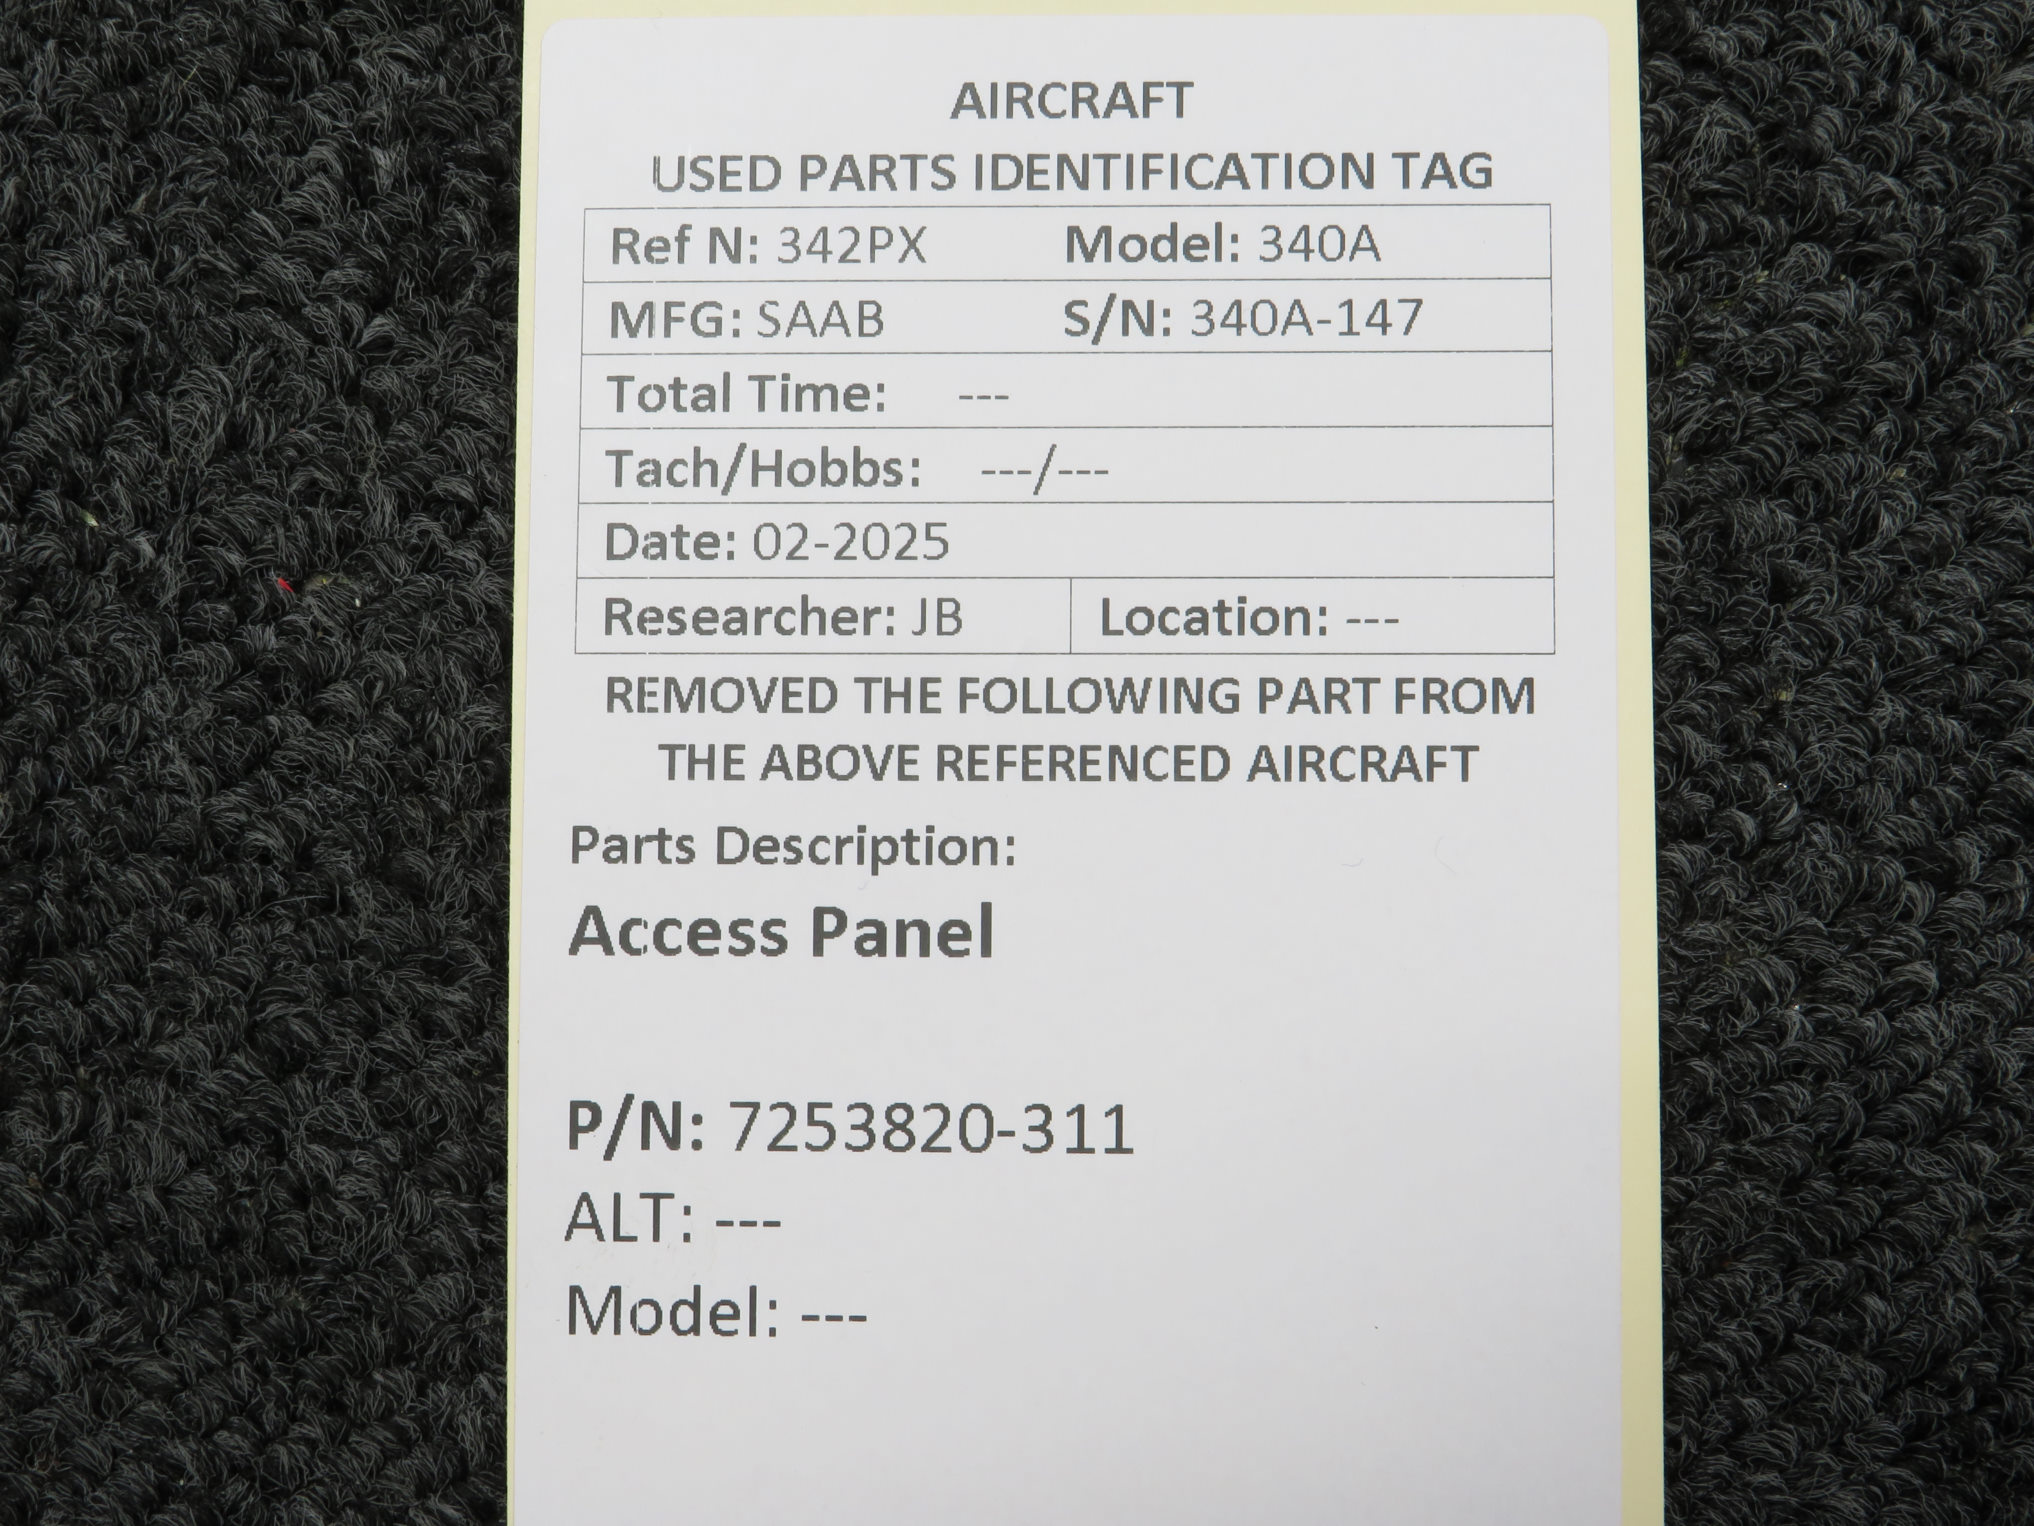 AIRCRAFT
USED PARTS IDENTIFICATION TAG
Ref N: 342PX Model: 340A
MFG: SAAB S/N: 340A-147
Total Time: ---
Tach/Hobbs: ---/---
Date: 02-2025
Researcher: JB Location: ---
REMOVED THE FOLLOWING PART FROM
THE ABOVE REFERENCED AIRCRAFT
Parts Description:
Access Panel
P/N: 7253820-311
ALT: ---
Model: ---